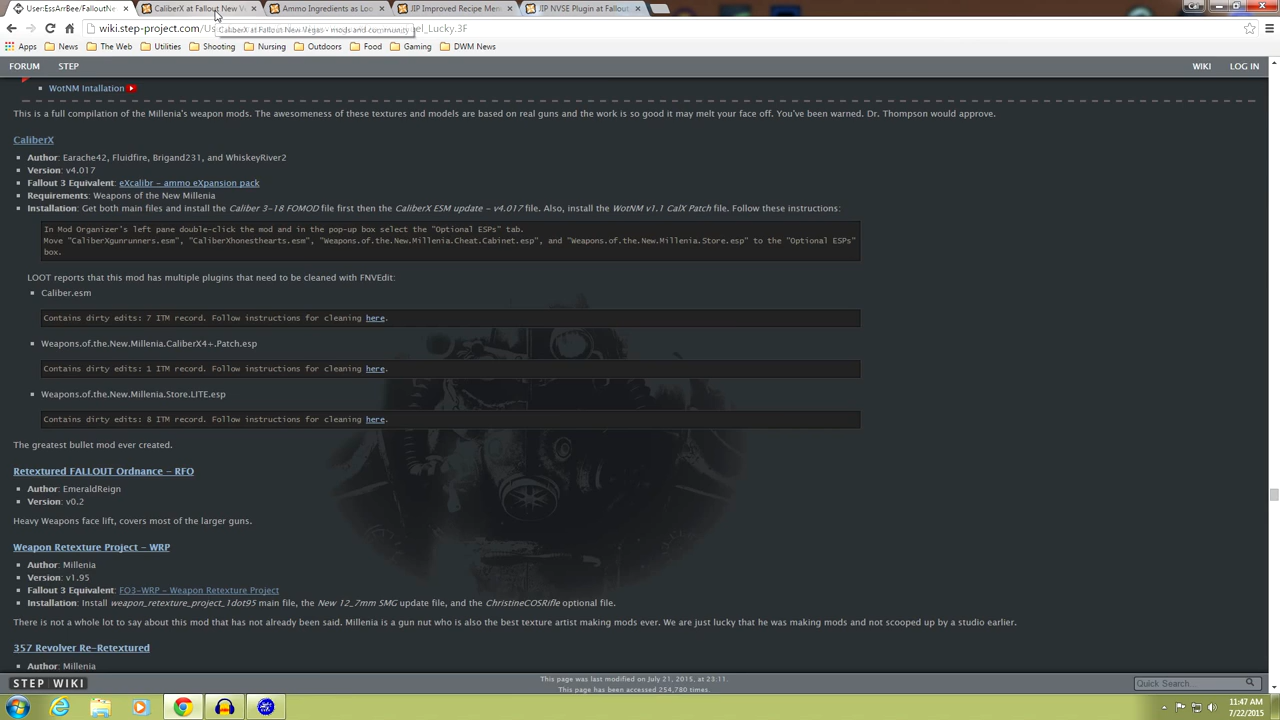 User:EssArrBee/FalloutNe
CaliberX at Fallout New Ve
Ammo Ingredients as Loo
JIP Improved Recipe Men
JIP NVSE Plugin at Fallout
wiki.step-project.com/Us
CaliberX at Fallout New Vegas - mods and community
el_Lucky.3F
Apps
News
The Web
Utilities
Shooting
Nursing
Outdoors
Food
Gaming
DWM News
FORUM
STEP
WIKI
LOG IN
WotNM Intallation
This is a full compilation of the Millenia's weapon mods. The awesomeness of these textures and models are based on real guns and the work is so good it may melt your face off. You've been warned. Dr. Thompson would approve.
CaliberX
Author: Earache42, Fluidfire, Brigand231, and WhiskeyRiver2
Version: v4.017
Fallout 3 Equivalent: eXcalibr - ammo eXpansion pack
Requirements: Weapons of the New Millenia
Installation: Get both main files and install the Caliber 3-18 FOMOD file first then the CaliberX ESM update - v4.017 file. Also, install the WotNM v1.1 CalX Patch file. Follow these instructions:
In Mod Organizer's left pane double-click the mod and in the pop-up box select the "Optional ESPs" tab.
Move "CaliberXgunrunners.esm", "CaliberXhonesthearts.esm", "Weapons.of.the.New.Millenia.Cheat.Cabinet.esp", and "Weapons.of.the.New.Millenia.Store.esp" to the "Optional ESPs"
box.
LOOT reports that this mod has multiple plugins that need to be cleaned with FNVEdit:
Caliber.esm
Contains dirty edits: 7 ITM record. Follow instructions for cleaning here.
Weapons.of.the.New.Millenia.CaliberX4+.Patch.esp
Contains dirty edits: 1 ITM record. Follow instructions for cleaning here.
Weapons.of.the.New.Millenia.Store.LITE.esp
Contains dirty edits: 8 ITM record. Follow instructions for cleaning here.
The greatest bullet mod ever created.
Retextured FALLOUT Ordnance - RFO
Author: EmeraldReign
Version: v0.2
Heavy Weapons face lift, covers most of the larger guns.
Weapon Retexture Project - WRP
Author: Millenia
Version: v1.95
Fallout 3 Equivalent: FO3-WRP - Weapon Retexture Project
Installation: Install weapon_retexture_project_1dot95 main file, the New 12_7mm SMG update file, and the ChristineCOSRifle optional file.
There is not a whole lot to say about this mod that has not already been said. Millenia is a gun nut who is also the best texture artist making mods ever. We are just lucky that he was making mods and not scooped up by a studio earlier.
357 Revolver Re-Retextured
Author: Millenia
STEP WIKI
This page was last modified on July 21, 2015, at 23:11.
This page has been accessed 254,780 times.
Quick Search...
11:47 AM
7/22/2015